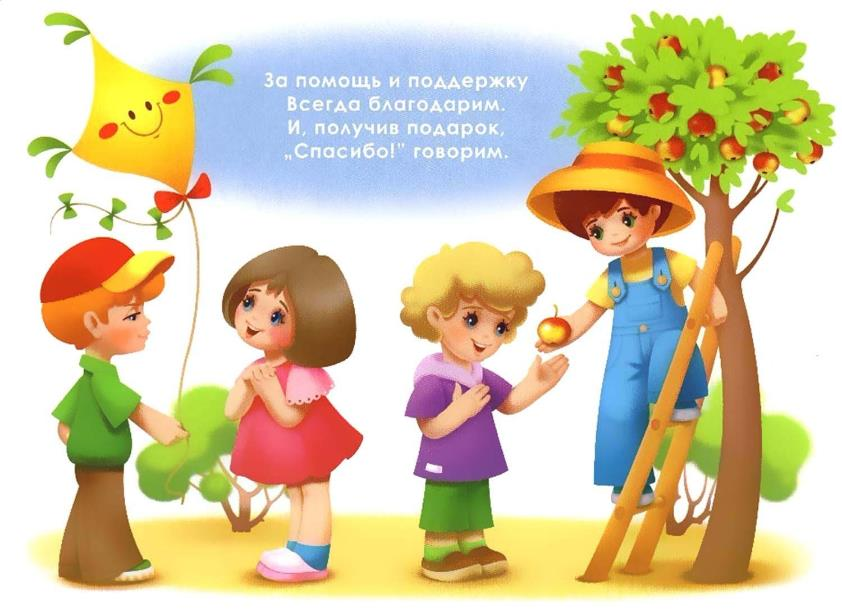 За помощь и поддержку
Всегда благодарим.
И, получив подарок,
„Спасибо!” говорим.